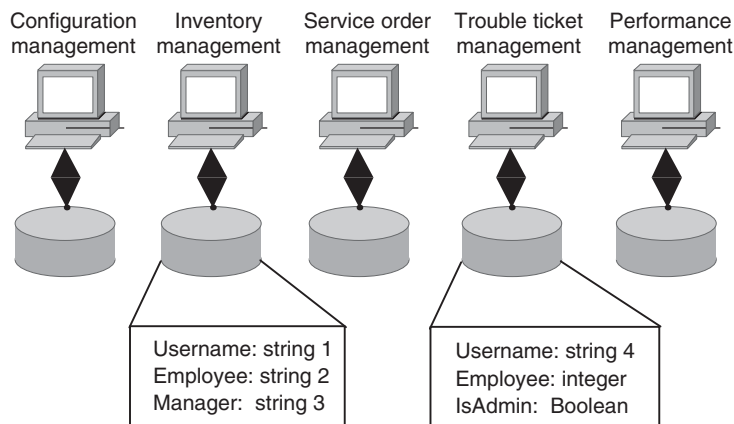 Configuration management
Inventory management
Service order management
Trouble ticket management
Performance management
Username: string 1
Employee: string 2
Manager: string 3
Username: string 4
Employee: integer
IsAdmin: Boolean